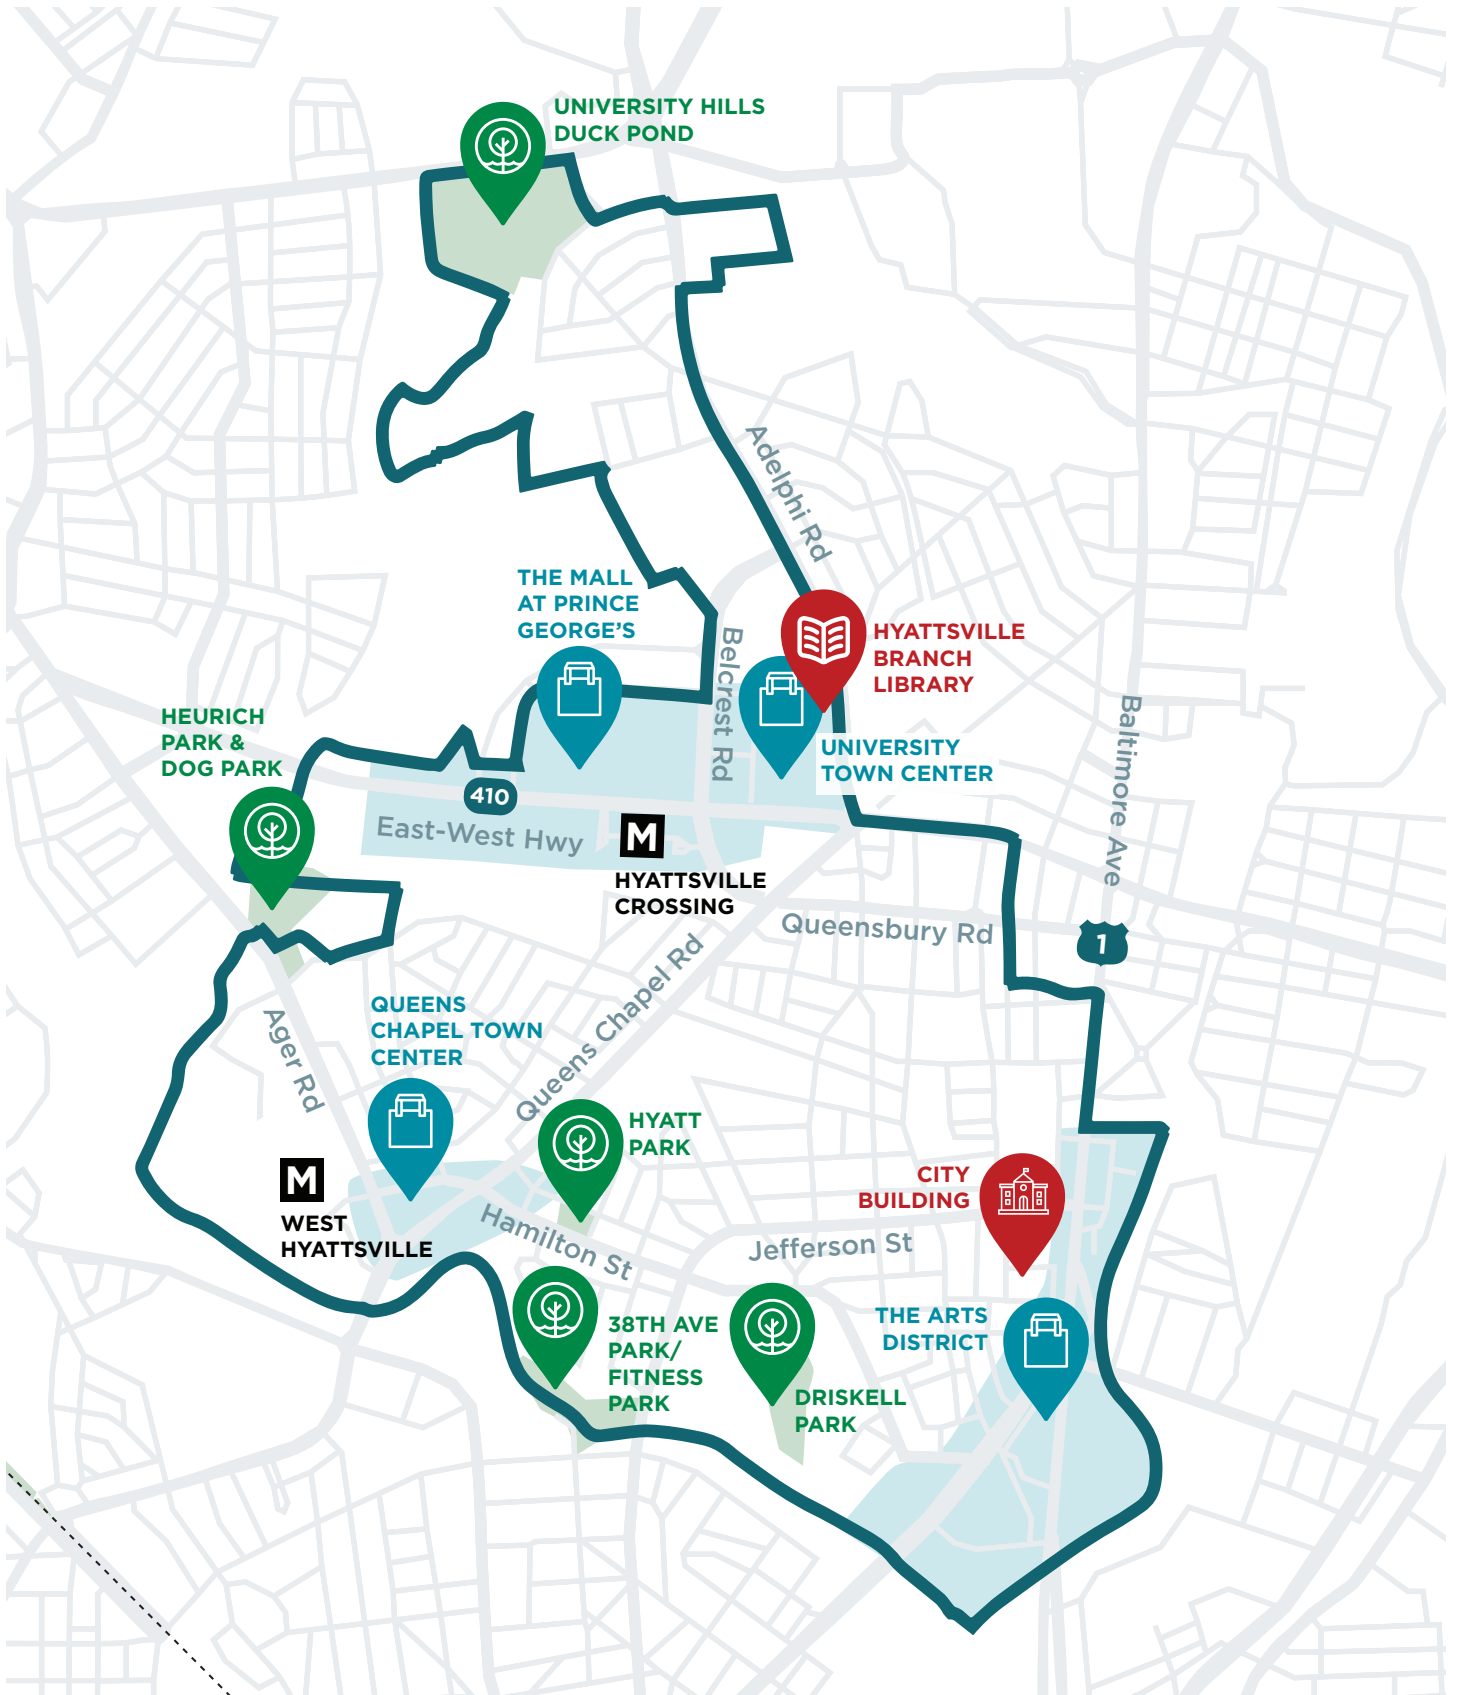 UNIVERSITY HILLS
DUCK POND
Adelphi Rd
THE MALL
AT PRINCE
GEORGE'S
Belcrest Rd
HYATTSVILLE
BRANCH
LIBRARY
HEURICH
PARK &
DOG PARK
UNIVERSITY
TOWN CENTER
Baltimore Ave
410
East-West Hwy
M
HYATTSVILLE
CROSSING
Queensbury Rd
1
Queens Chapel Rd
QUEENS
CHAPEL TOWN
CENTER
Ager Rd
HYATT
PARK
M
WEST
HYATTSVILLE
CITY
BUILDING
Hamilton St
Jefferson St
38TH AVE
PARK/
FITNESS
PARK
THE ARTS
DISTRICT
DRISKELL
PARK